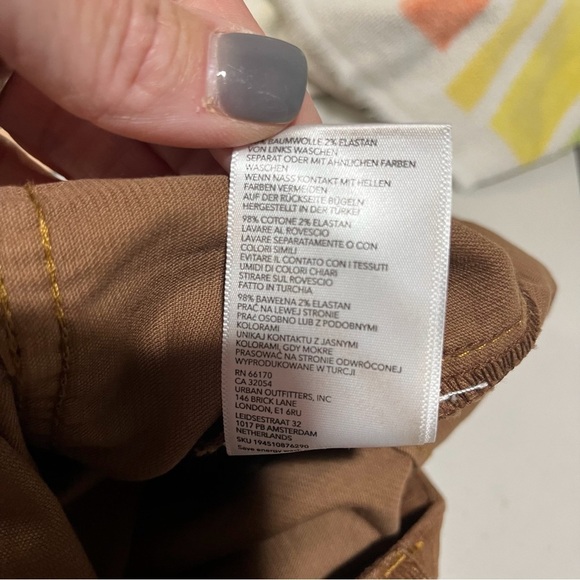 BAUMWOLLE 2% ELASTAN
VON LINKS WASCHEN
SEPARAT ODER MIT ÄHNLICHEN FARBEN
WASCHEN
WENN NASS KONTAKT MIT HELLEN
FARBEN VERMEIDEN
AUF DER RÜCKSEITE BÜGELN
HERGESTELLT IN DER TÜRKEI
98% COTONE 2% ELASTAN
LAVARE AL ROVESCIO
LAVARE SEPARATAMENTE O CON
COLORI SIMILI
EVITARE IL CONTATO CON I TESSUTI
UMIDI DI COLORI CHIARI
STIRARE SUL ROVESCIO
FATTO IN TURCHIA
98% BAWEŁNA 2% ELASTAN
PRAĆ NA LEWEJ STRONIE
PRAĆ OSOBNO LUB Z PODOBNYMI
KOLORAMI
UNIKAJ KONTAKTU Z JASNYMI
KOLORAMI, GDY MOKRE
PRASOWAĆ NA STRONIE ODWRÓCONEJ
WYPRODUKOWANE W TURCJI
RN 66170
CA 32054
URBAN OUTFITTERS, INC
146 BRICK LANE
LONDON, E1 6RU
LEIDSESTRAAT 32
1017 PB AMSTERDAM
NETHERLANDS
SKU 194510876290
Save energy